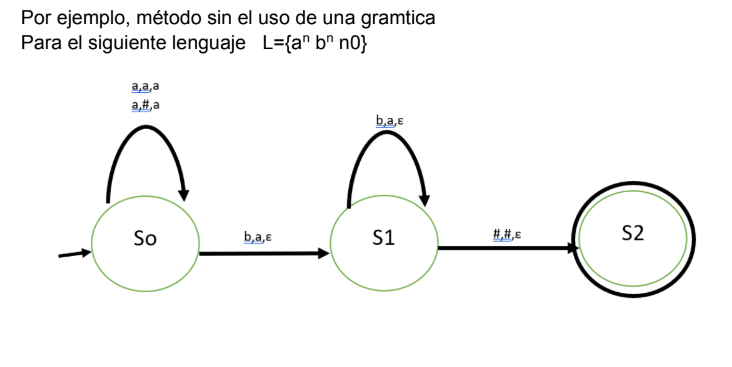 Por ejemplo, método sin el uso de una gramtica
Para el siguiente lenguaje L={aⁿ bⁿ n0}
a,a,a
a,#,a
b,a,ε
So
b,a,ε
S1
#,#,ε
S2